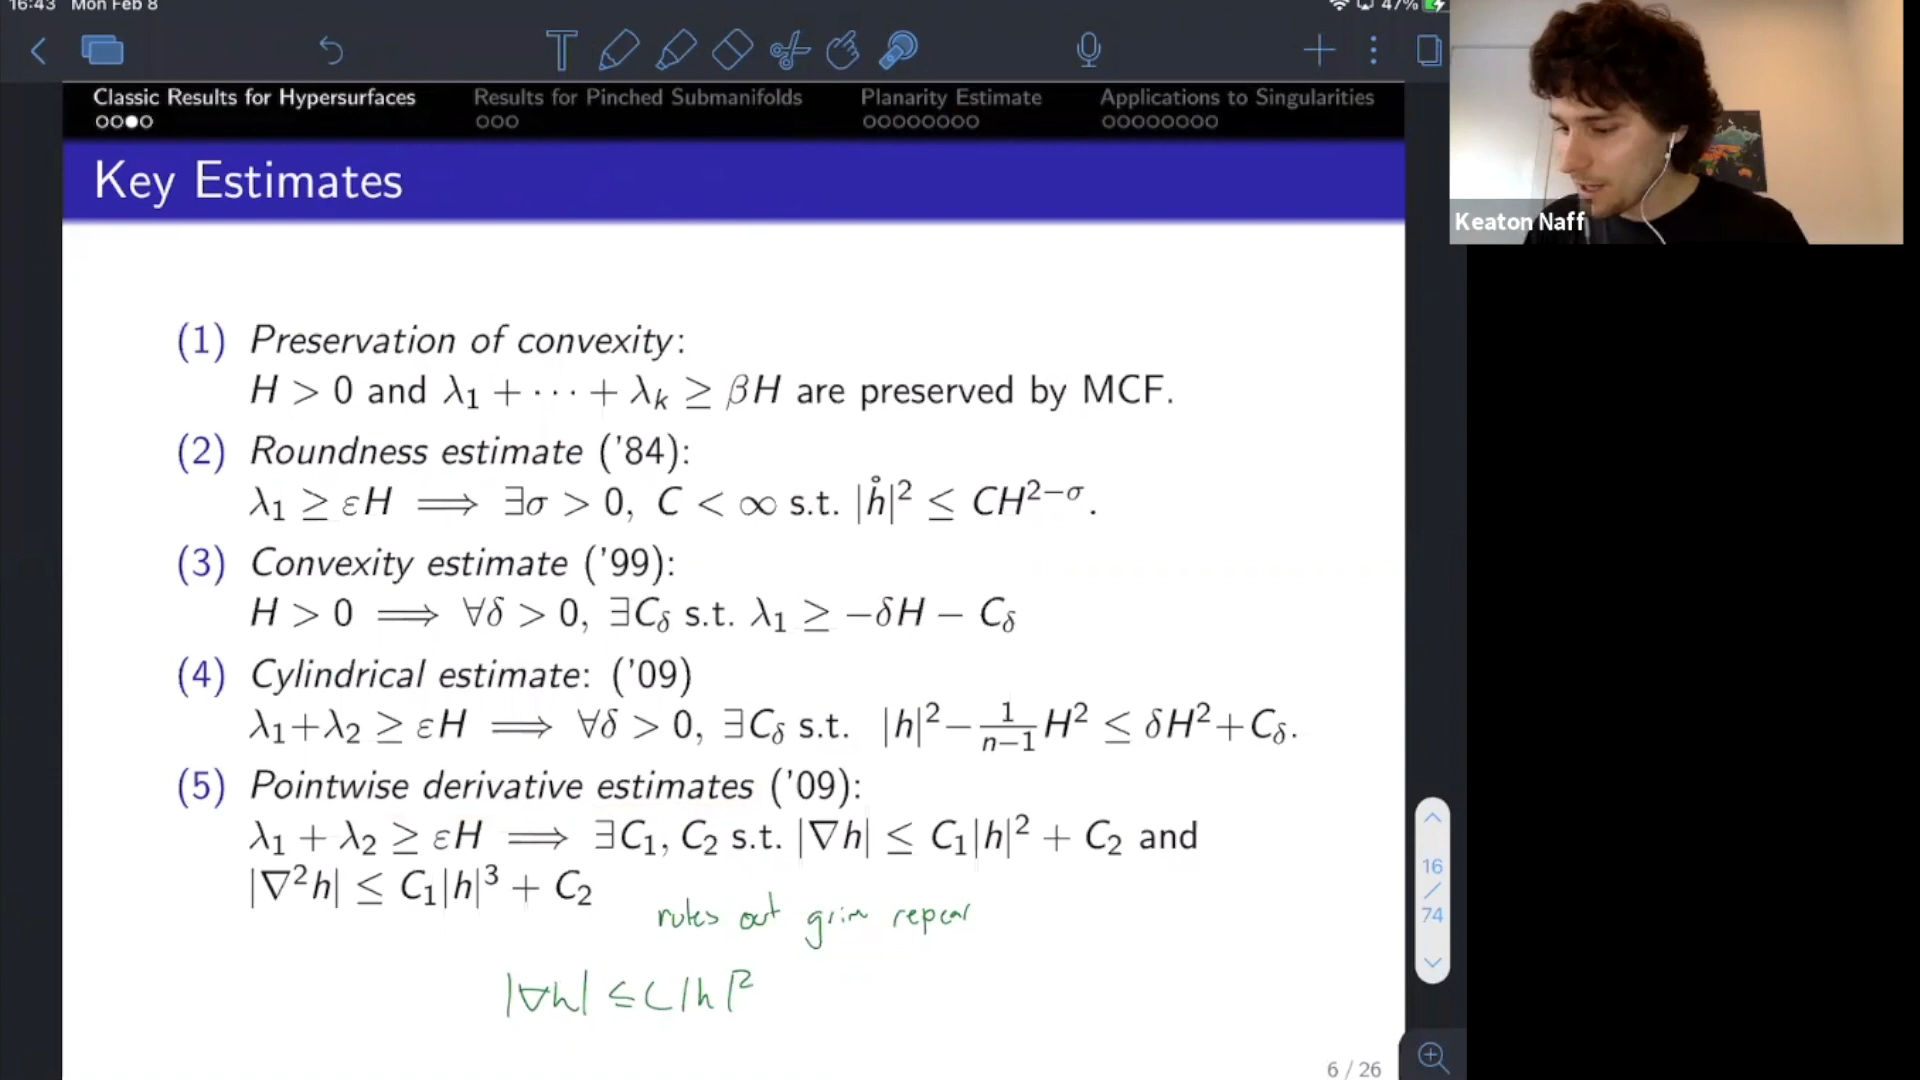 16:43 Mon Feb 8
47%
Classic Results for Hypersurfaces
Results for Pinched Submanifolds
Planarity Estimate
Applications to Singularities
Key Estimates
Keaton Naff
(1) Preservation of convexity:
H > 0 and λ₁ + ⋯ + λₖ ≥ βH are preserved by MCF.
(2) Roundness estimate ('84):
λ₁ ≥ εH ⟹ ∃σ > 0, C < ∞ s.t. |h̊|² ≤ CH²⁻σ.
(3) Convexity estimate ('99):
H > 0 ⟹ ∀δ > 0, ∃C_δ s.t. λ₁ ≥ −δH − C_δ
(4) Cylindrical estimate: ('09)
λ₁+λ₂ ≥ εH ⟹ ∀δ > 0, ∃C_δ s.t. |h|²−1/(n−1)H² ≤ δH²+C_δ.
(5) Pointwise derivative estimates ('09):
λ₁ + λ₂ ≥ εH ⟹ ∃C₁, C₂ s.t. |∇h| ≤ C₁|h|² + C₂ and
|∇²h| ≤ C₁|h|³ + C₂
rules out grim repear
|∇h| ≤ C|h|²
16
/
74
6 / 26